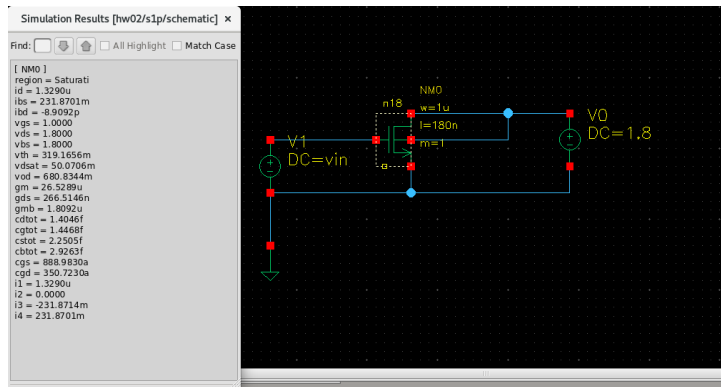 Simulation Results [hw02/s1p/schematic] ×
Find: All Highlight Match Case
[ NM0 ]
region = Saturati
id = 1.3290u
ibs = 231.8701m
ibd = -8.9092p
vgs = 1.0000
vds = 1.8000
vbs = 1.8000
vth = 319.1656m
vdsat = 50.0706m
vod = 680.8344m
gm = 26.5289u
gds = 266.5146n
gmb = 1.8092u
cdtot = 1.4046f
cgtot = 1.4468f
cstot = 2.2505f
cbtot = 2.9263f
cgs = 888.9830a
cgd = 350.7230a
i1 = 1.3290u
i2 = 0.0000
i3 = -231.8714m
i4 = 231.8701m
NM0
n18
w=1u
l=180n
m=1
V1
DC=vin
V0
DC=1.8